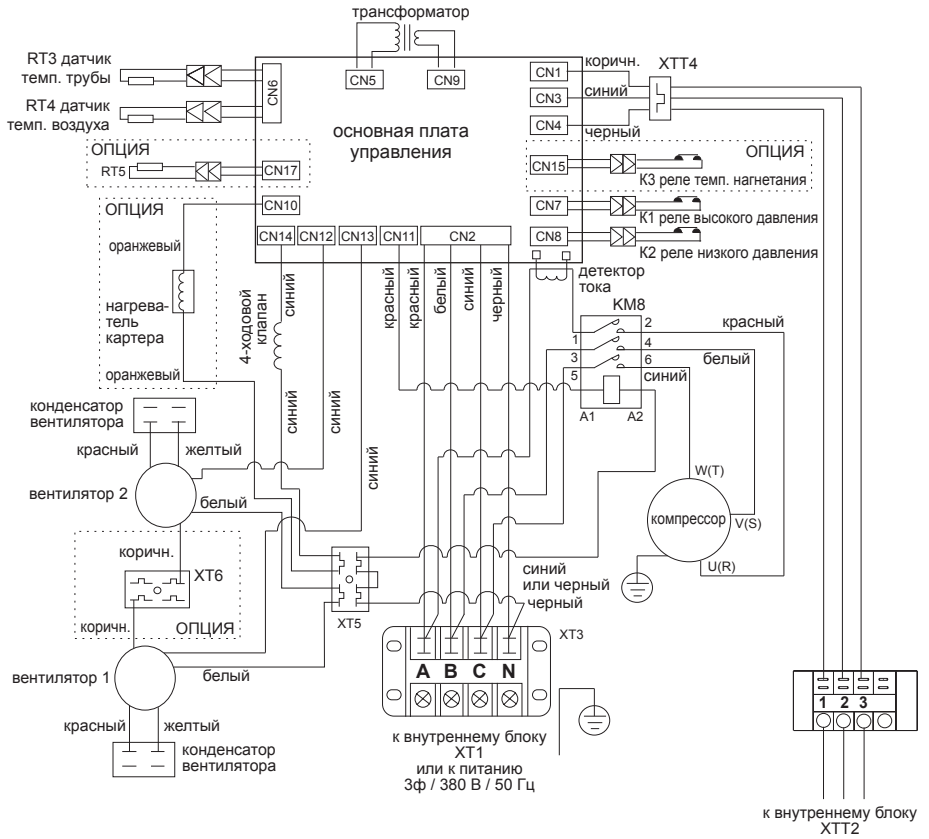 трансформатор
RT3 датчик
темп. трубы
RT4 датчик
темп. воздуха
CN6
CN5
CN9
CN1
CN3
CN4
коричн.
синий
черный
XTT4
основная плата
управления
ОПЦИЯ
RT5
CN17
CN15
ОПЦИЯ
K3 реле темп. нагнетания
ОПЦИЯ
CN10
CN7
K1 реле высокого давления
CN14
CN12
CN13
CN11
CN2
CN8
K2 реле низкого давления
оранжевый
нагрева-
тель
картера
оранжевый
4-ходовой
клапан
синий
красный
красный
белый
синий
черный
детектор
тока
KM8
1
3
5
2
4
6
красный
белый
синий
A1
A2
синий
синий
синий
конденсатор
вентилятора
красный
желтый
вентилятор 2
белый
коричн.
XT6
коричн.
ОПЦИЯ
XT5
W(T)
компрессор
V(S)
U(R)
синий
или черный
черный
XT3
A B C N
вентилятор 1
белый
красный
желтый
конденсатор
вентилятора
к внутреннему блоку
XT1
или к питанию
3ф / 380 В / 50 Гц
1 2 3
к внутреннему блоку
XTT2